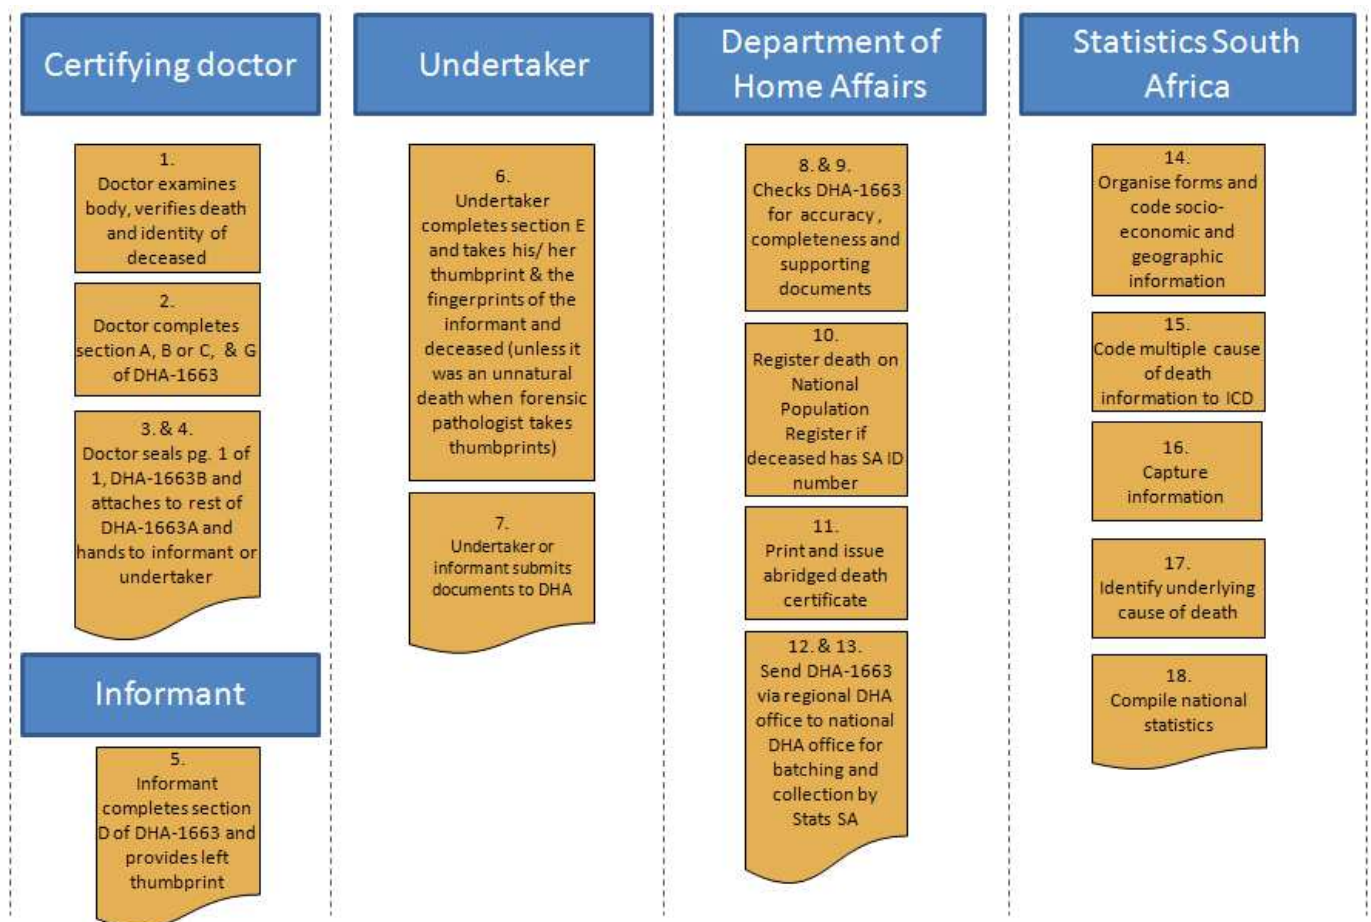 Certifying doctor
1.
Doctor examines
body, verifies death
and identity of
deceased
2.
Doctor completes
section A, B or C, & G
of DHA-1663
3. & 4.
Doctor seals pg. 1 of
1, DHA-1663B and
attaches to rest of
DHA-1663A and
hands to informant or
undertaker
Informant
5.
Informant
completes section
D of DHA-1663 and
provides left
thumbprint
Undertaker
6.
Undertaker
completes section E
and takes his/ her
thumbprint & the
fingerprints of the
informant and
deceased (unless it
was an unnatural
death when forensic
pathologist takes
thumbprints)
7.
Undertaker or
informant submits
documents to DHA
Department of
Home Affairs
8. & 9.
Checks DHA-1663
for accuracy,
completeness and
supporting
documents
10.
Register death on
National
Population
Register if
deceased has SA ID
number
11.
Print and issue
abridged death
certificate
12. & 13.
Send DHA-1663
via regional DHA
office to national
DHA office for
batching and
collection by
Stats SA
Statistics South
Africa
14.
Organise forms and
code socio-
economic and
geographic
information
15.
Code multiple cause
of death
information to ICD
16.
Capture
information
17.
Identify underlying
cause of death
18.
Compile national
statistics